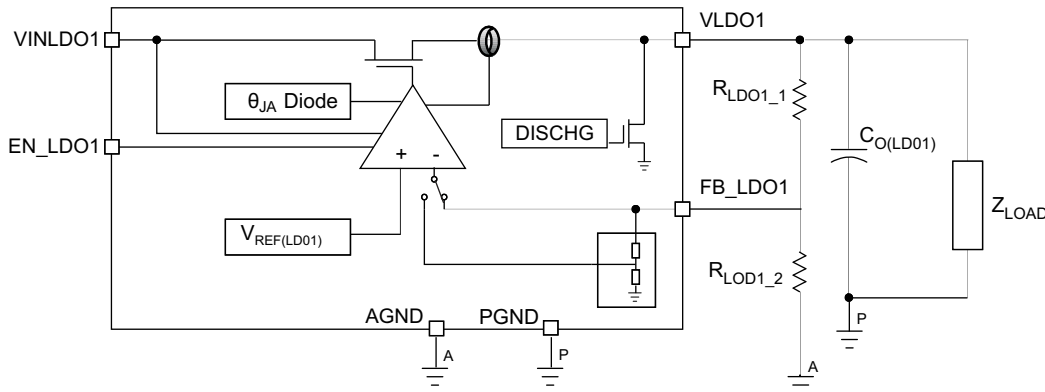 VINLDO1
VLDO1
θJA Diode
RLDO1_1
EN_LDO1
DISCHG
CO(LD01)
+ -
FB_LDO1
ZLOAD
VREF(LD01)
RLOD1_2
AGND
PGND
P
A
P
A